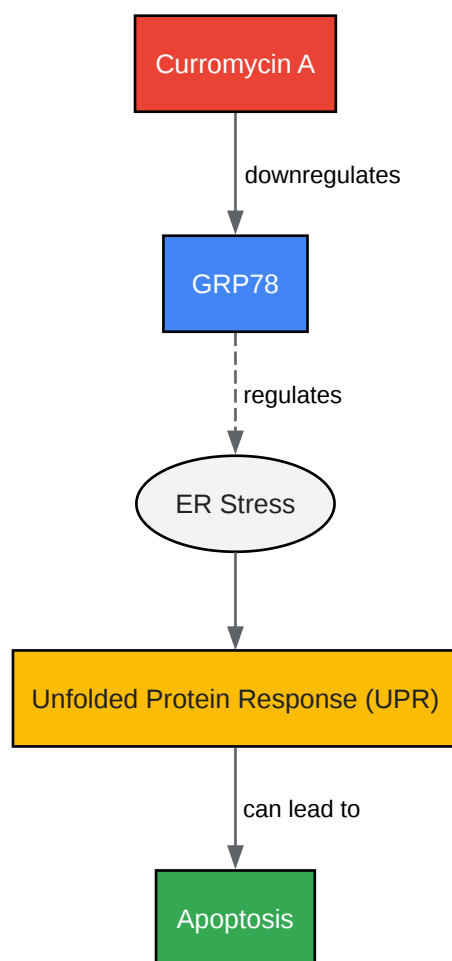 Curromycin A
downregulates
GRP78
regulates
ER Stress
Unfolded Protein Response (UPR)
can lead to
Apoptosis